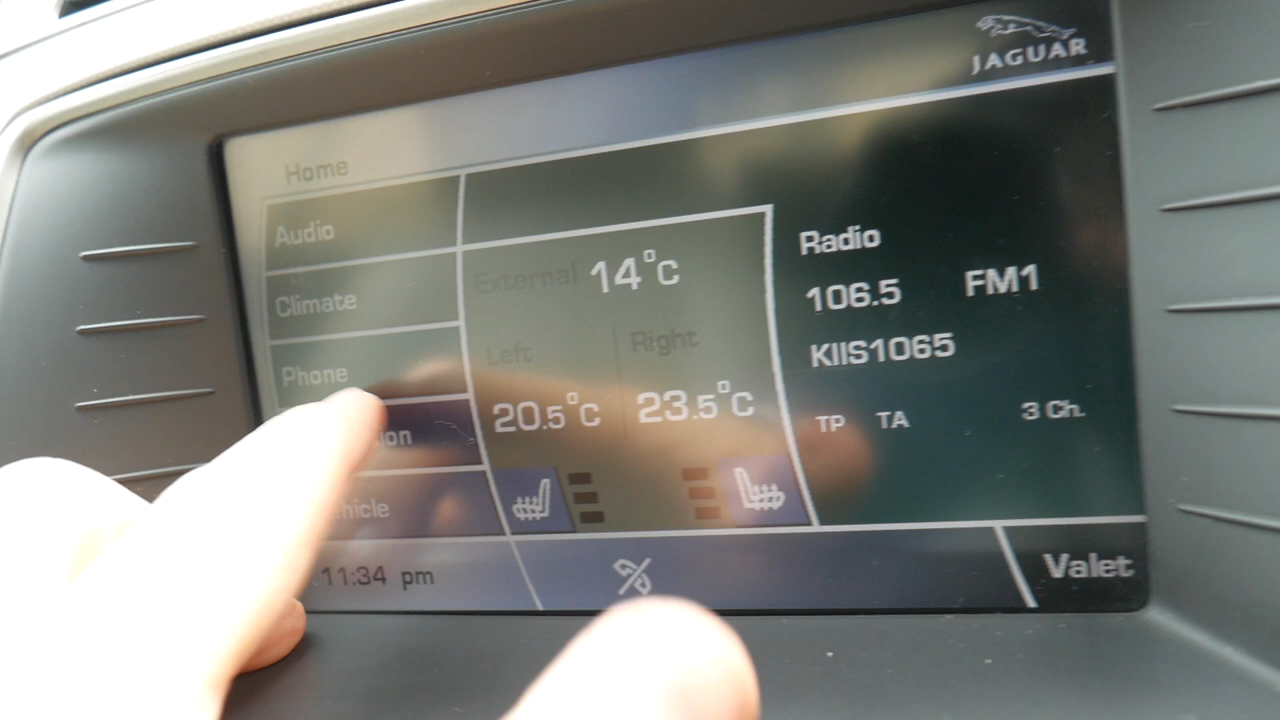 JAGUAR
Home
Audio
Climate
Phone
External 14°C
Left
Right
20.5°C
23.5°C
Radio
106.5 FM1
KIIS1065
TP TA 3 Ch.
11:34 pm
Valet